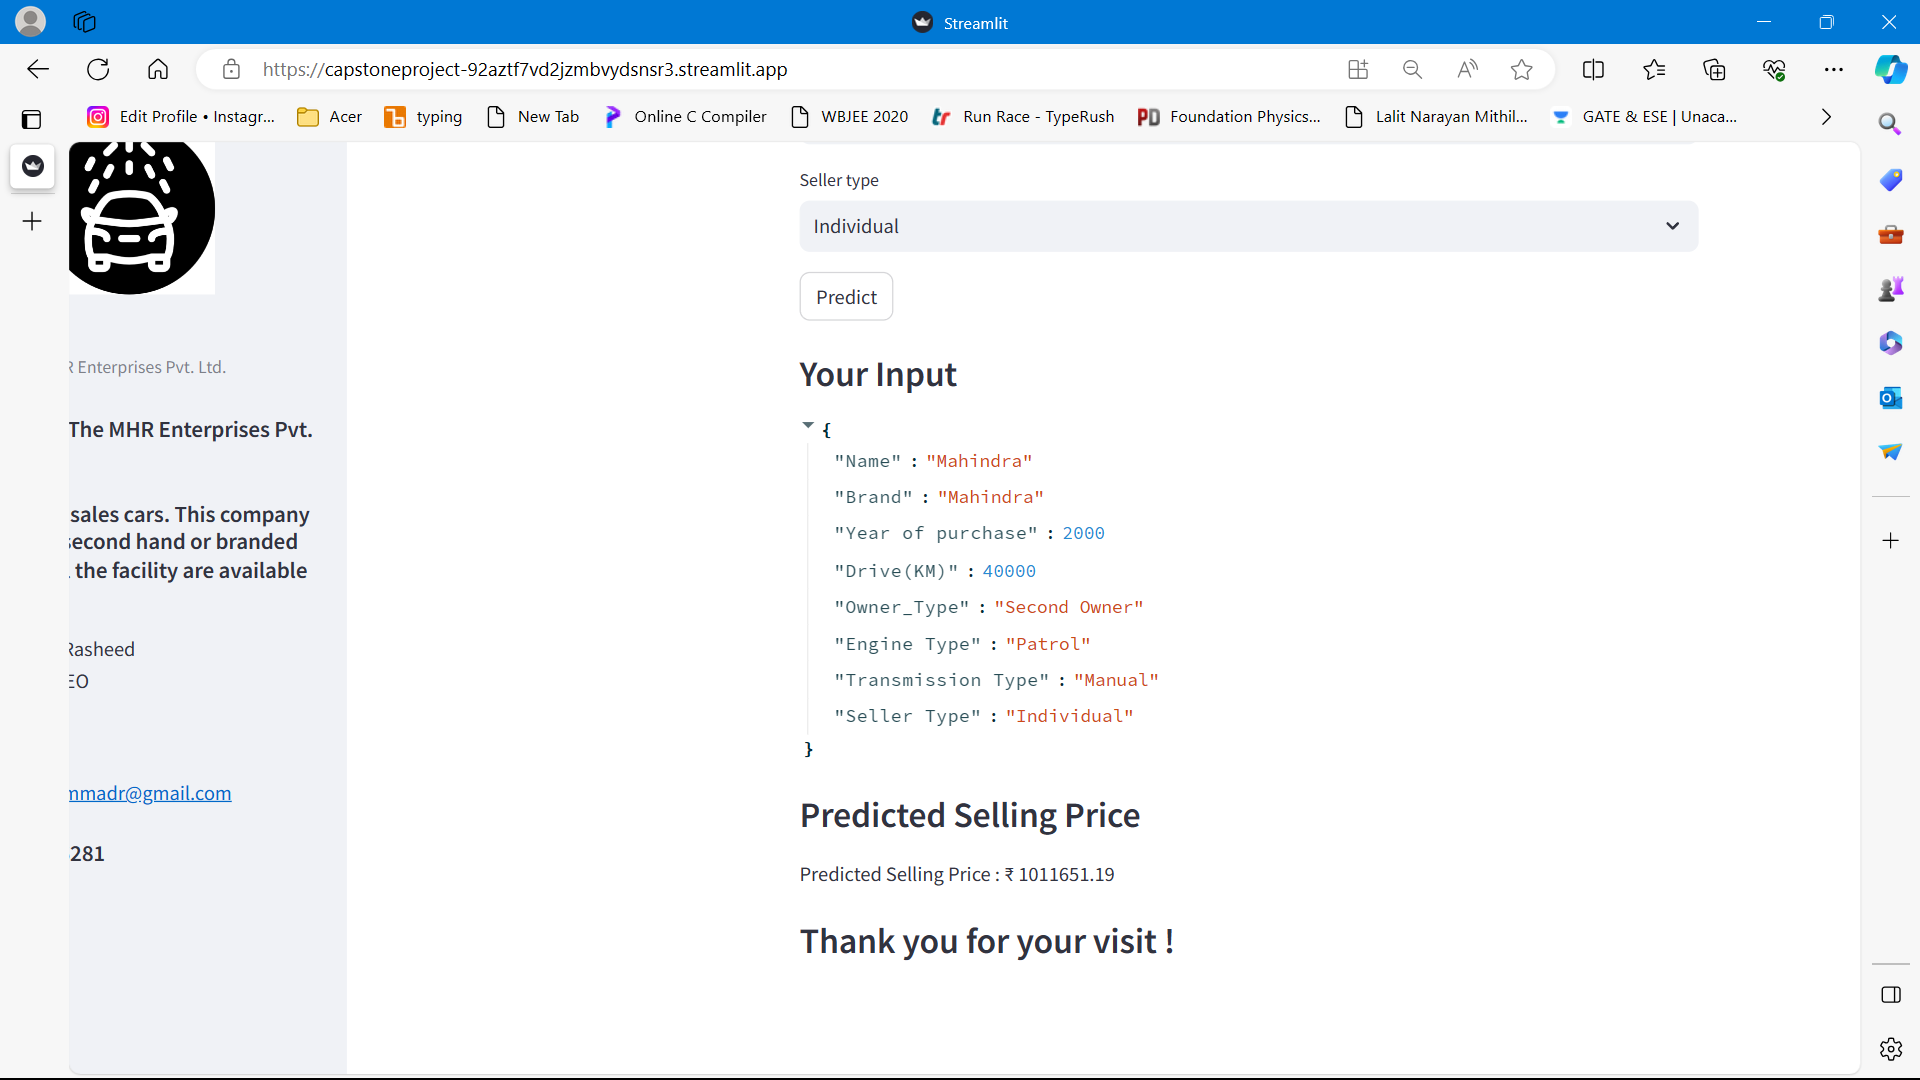 Streamlit
https://capstoneproject-92aztf7vd2jzmbvydsnsr3.streamlit.app
Edit Profile • Instagr...
Acer
typing
New Tab
Online C Compiler
WBJEE 2020
Run Race - TypeRush
Foundation Physics...
Lalit Narayan Mithil...
GATE & ESE | Unaca...
Enterprises Pvt. Ltd.
The MHR Enterprises Pvt.
sales cars. This company
second hand or branded
the facility are available
Rasheed
EO
mmadr@gmail.com
281
Seller type
Individual
Predict
Your Input
{
"Name" : "Mahindra"
"Brand" : "Mahindra"
"Year of purchase" : 2000
"Drive(KM)" : 40000
"Owner_Type" : "Second Owner"
"Engine Type" : "Patrol"
"Transmission Type" : "Manual"
"Seller Type" : "Individual"
}
Predicted Selling Price
Predicted Selling Price : ₹ 1011651.19
Thank you for your visit !